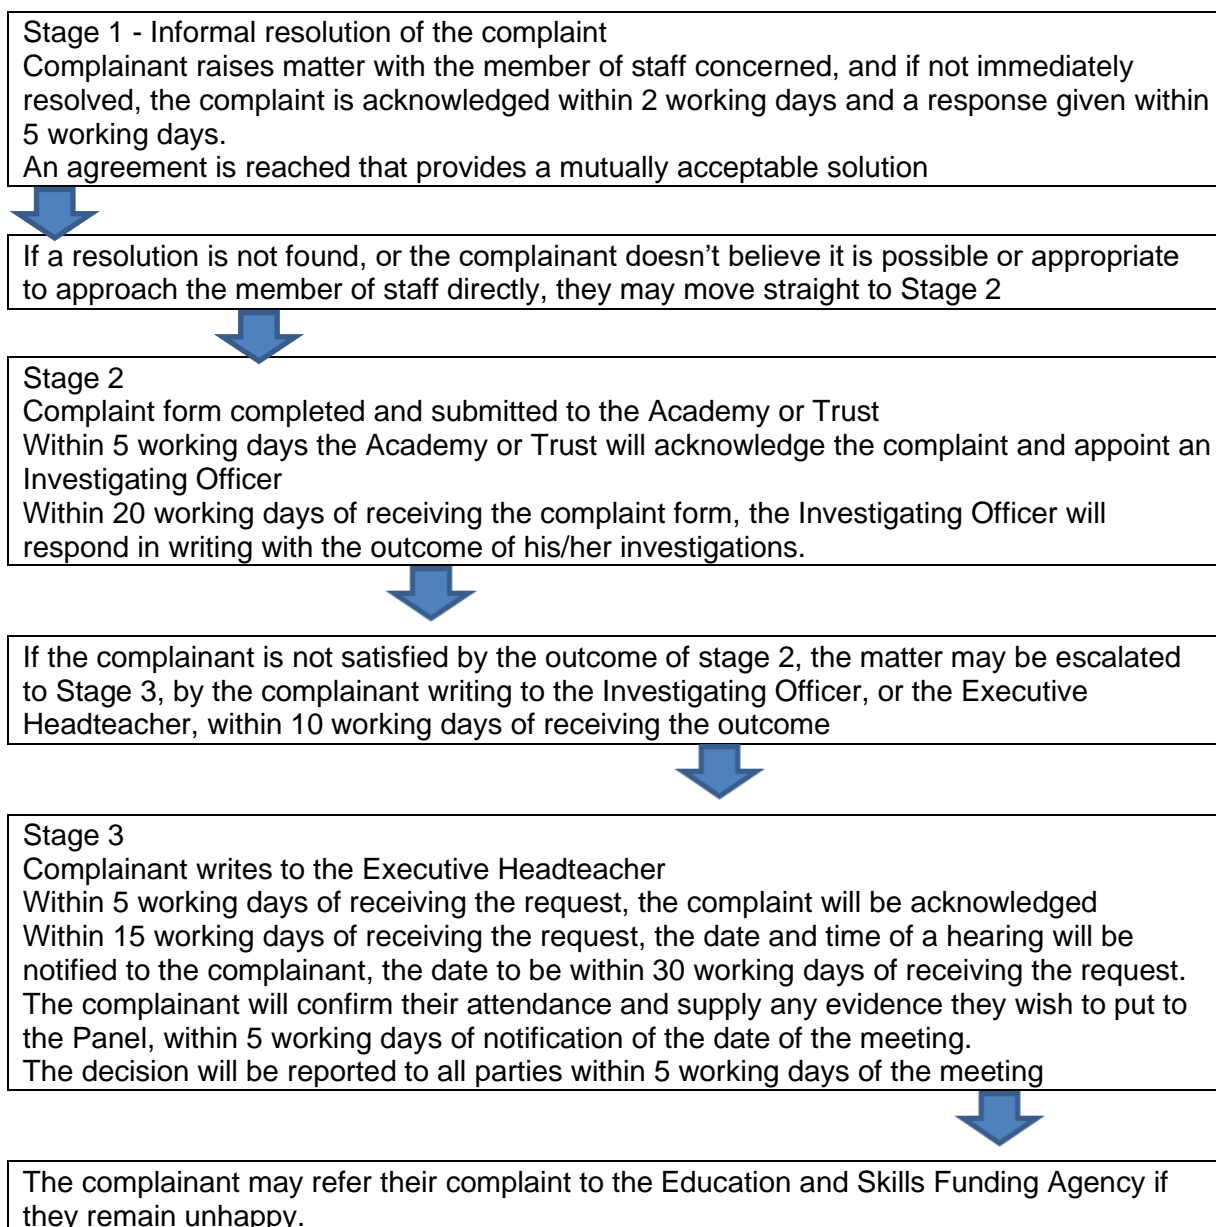 Stage 1 - Informal resolution of the complaint
Complainant raises matter with the member of staff concerned, and if not immediately
resolved, the complaint is acknowledged within 2 working days and a response given within
5 working days.
An agreement is reached that provides a mutually acceptable solution
If a resolution is not found, or the complainant doesn’t believe it is possible or appropriate
to approach the member of staff directly, they may move straight to Stage 2
Stage 2
Complaint form completed and submitted to the Academy or Trust
Within 5 working days the Academy or Trust will acknowledge the complaint and appoint an
Investigating Officer
Within 20 working days of receiving the complaint form, the Investigating Officer will
respond in writing with the outcome of his/her investigations.
If the complainant is not satisfied by the outcome of stage 2, the matter may be escalated
to Stage 3, by the complainant writing to the Investigating Officer, or the Executive
Headteacher, within 10 working days of receiving the outcome
Stage 3
Complainant writes to the Executive Headteacher
Within 5 working days of receiving the request, the complaint will be acknowledged
Within 15 working days of receiving the request, the date and time of a hearing will be
notified to the complainant, the date to be within 30 working days of receiving the request.
The complainant will confirm their attendance and supply any evidence they wish to put to
the Panel, within 5 working days of notification of the date of the meeting.
The decision will be reported to all parties within 5 working days of the meeting
The complainant may refer their complaint to the Education and Skills Funding Agency if
they remain unhappy.